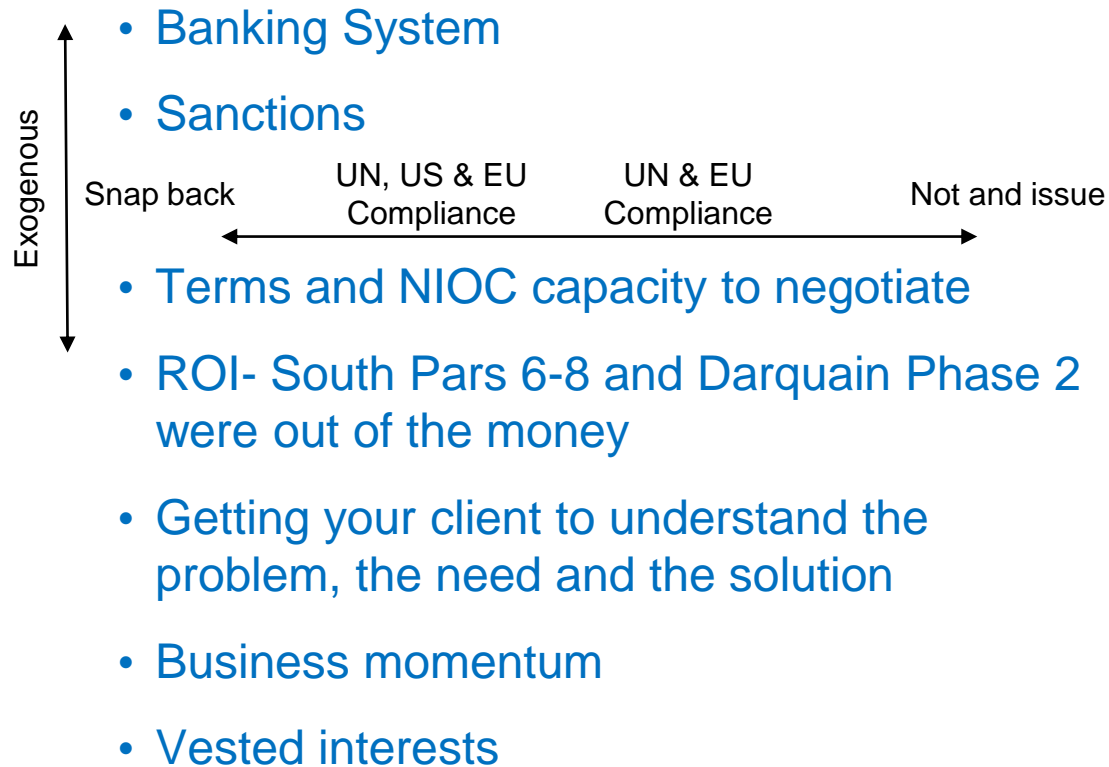 • Banking System
• Sanctions
Exogenous
Snap back
UN, US & EU
Compliance
UN & EU
Compliance
Not and issue
• Terms and NIOC capacity to negotiate
• ROI- South Pars 6-8 and Darquain Phase 2
were out of the money
• Getting your client to understand the
problem, the need and the solution
• Business momentum
• Vested interests